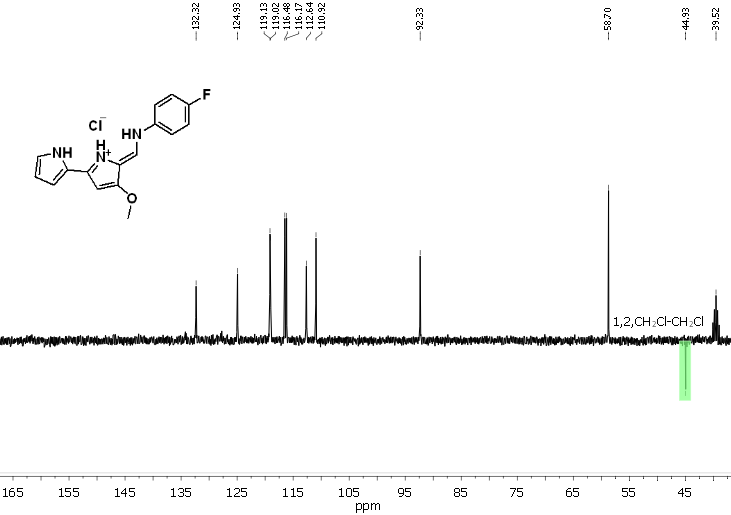 132.32
124.93
119.13
119.02
116.48
116.17
112.64
110.92
92.33
58.70
44.93
39.52
F
Cl⁻
HN
H
N⁺
NH
O
1,2,CH₂Cl-CH₂Cl
165 155 145 135 125 115 105 95 85 75 65 55 45
ppm